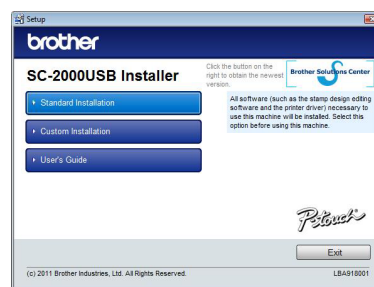 Setup
brother
SC-2000USB Installer
Click the button on the
right to obtain the newest
version.
Brother Solutions Center
Standard Installation
All software (such as the stamp design editing
software and the printer driver) necessary to
use this machine will be installed. Select this
option before using this machine.
Custom Installation
User's Guide
P-touch
Exit
(c) 2011 Brother Industries, Ltd. All Rights Reserved.
LBA918001